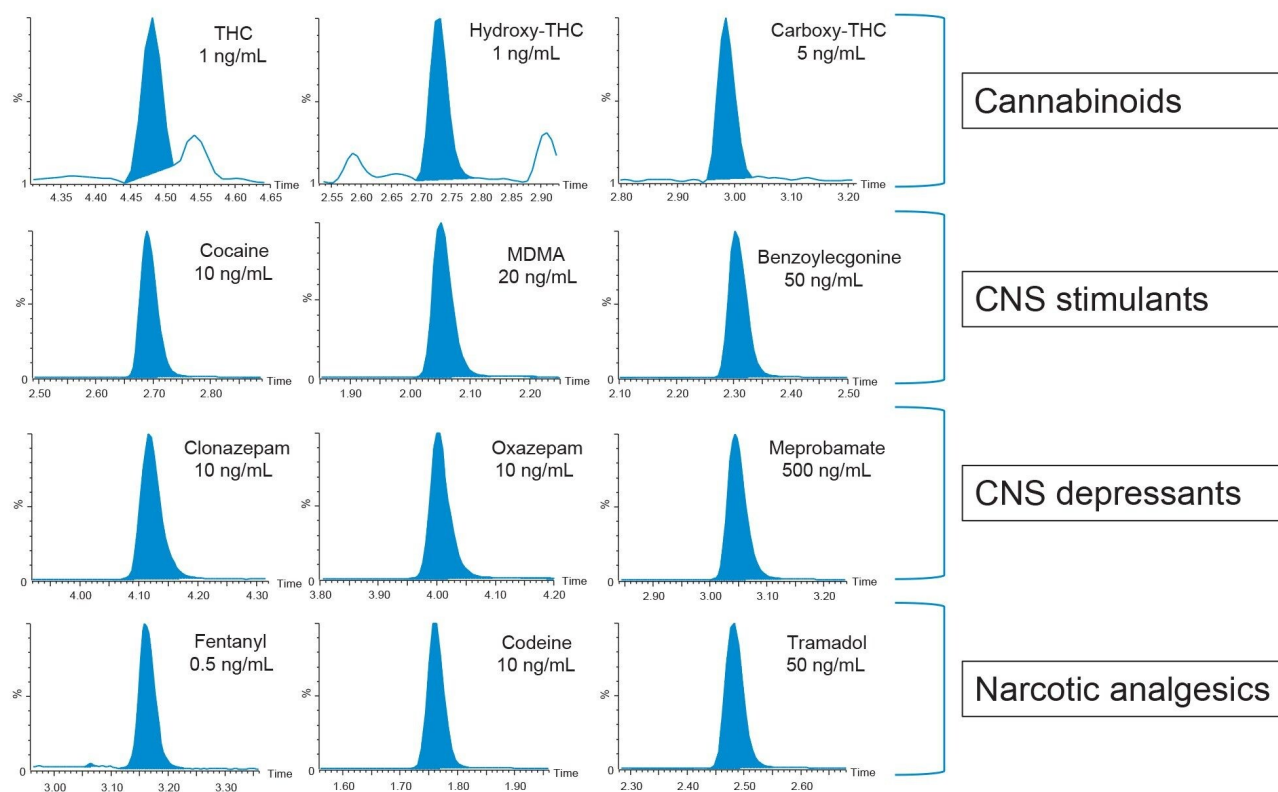 THC
1 ng/mL
%
1
4.35 4.40 4.45 4.50 4.55 4.60 4.65
Time
Hydroxy-THC
1 ng/mL
%
1
2.55 2.60 2.65 2.70 2.75 2.80 2.85 2.90
Time
Carboxy-THC
5 ng/mL
%
1
2.80 2.90 3.00 3.10 3.20
Time
Cannabinoids
Cocaine
10 ng/mL
%
0
2.50 2.60 2.70 2.80
Time
MDMA
20 ng/mL
%
0
1.90 2.00 2.10 2.20
Time
Benzoylecgonine
50 ng/mL
%
0
2.10 2.20 2.30 2.40 2.50
Time
CNS stimulants
Clonazepam
10 ng/mL
%
0
4.00 4.10 4.20 4.30
Time
Oxazepam
10 ng/mL
%
0
3.80 3.90 4.00 4.10 4.20
Time
Meprobamate
500 ng/mL
%
0
2.90 3.00 3.10 3.20
Time
CNS depressants
Fentanyl
0.5 ng/mL
%
0
3.00 3.10 3.20 3.30
Time
Codeine
10 ng/mL
%
0
1.60 1.70 1.80 1.90
Time
Tramadol
50 ng/mL
%
0
2.30 2.40 2.50 2.60
Time
Narcotic analgesics